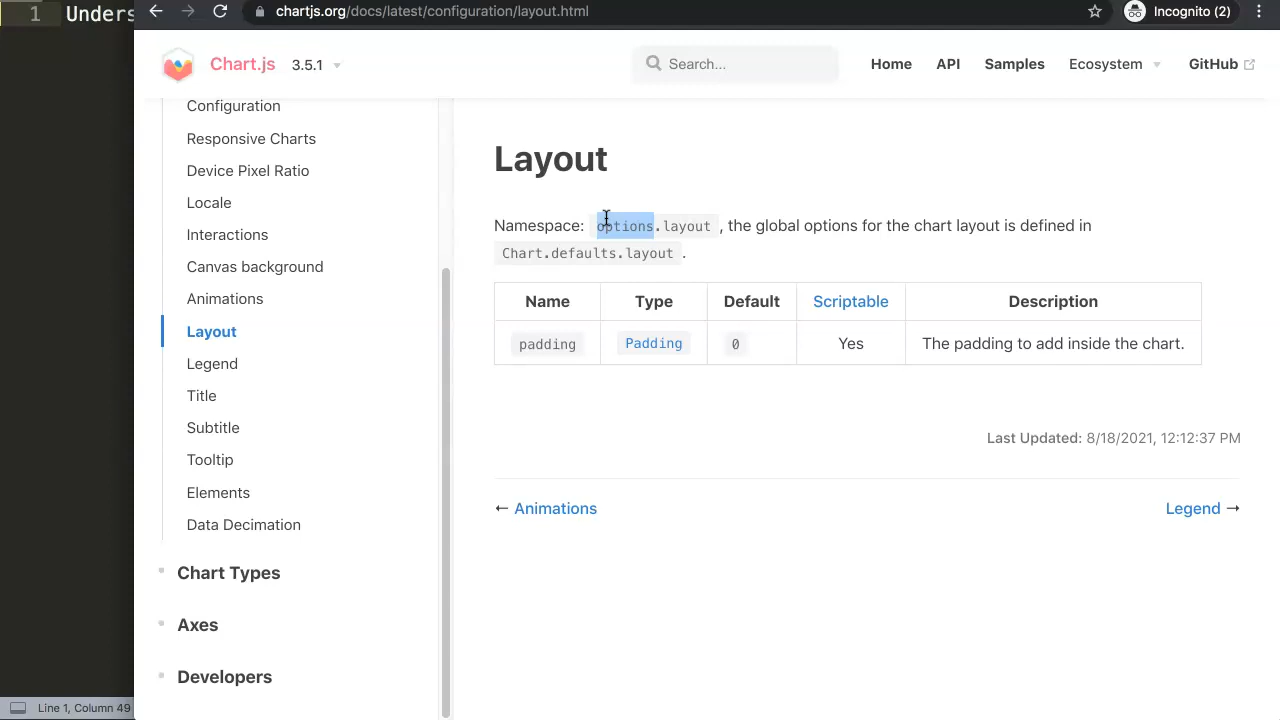 1 Unders
chartjs.org/docs/latest/configuration/layout.html
Incognito (2)
Chart.js 3.5.1
Search...
Home API Samples Ecosystem GitHub
Configuration
Responsive Charts
Device Pixel Ratio
Locale
Interactions
Canvas background
Animations
Layout
Legend
Title
Subtitle
Tooltip
Elements
Data Decimation
Chart Types
Axes
Developers
Layout
Namespace: options.layout, the global options for the chart layout is defined in
Chart.defaults.layout.
Name Type Default Scriptable Description
padding Padding 0 Yes The padding to add inside the chart.
Last Updated: 8/18/2021, 12:12:37 PM
← Animations Legend →
Line 1, Column 49